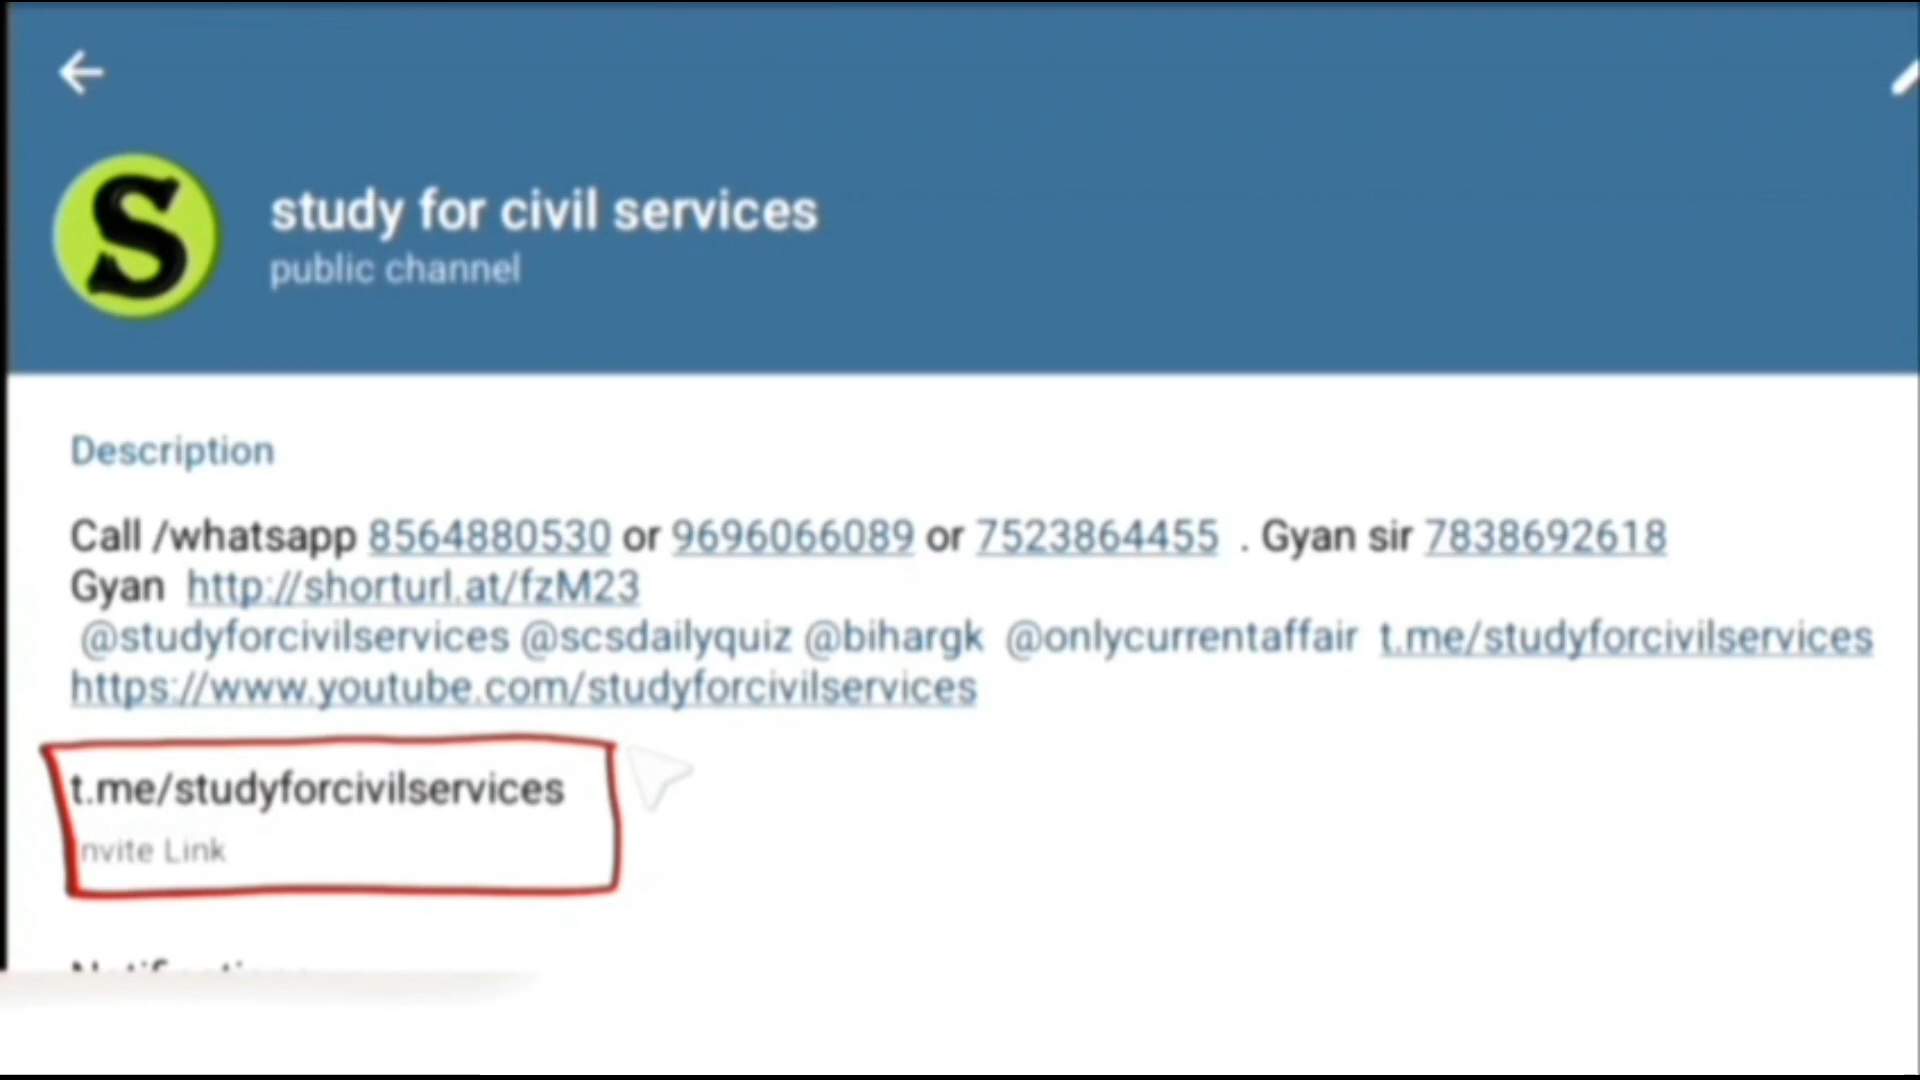 S
study for civil services
public channel
Description
Call /whatsapp 8564880530 or 9696066089 or 7523864455 . Gyan sir 7838692618
Gyan http://shorturl.at/fzM23
@studyforcivilservices @scsdailyquiz @bihargk @onlycurrentaffair t.me/studyforcivilservices
https://www.youtube.com/studyforcivilservices
t.me/studyforcivilservices
Invite Link